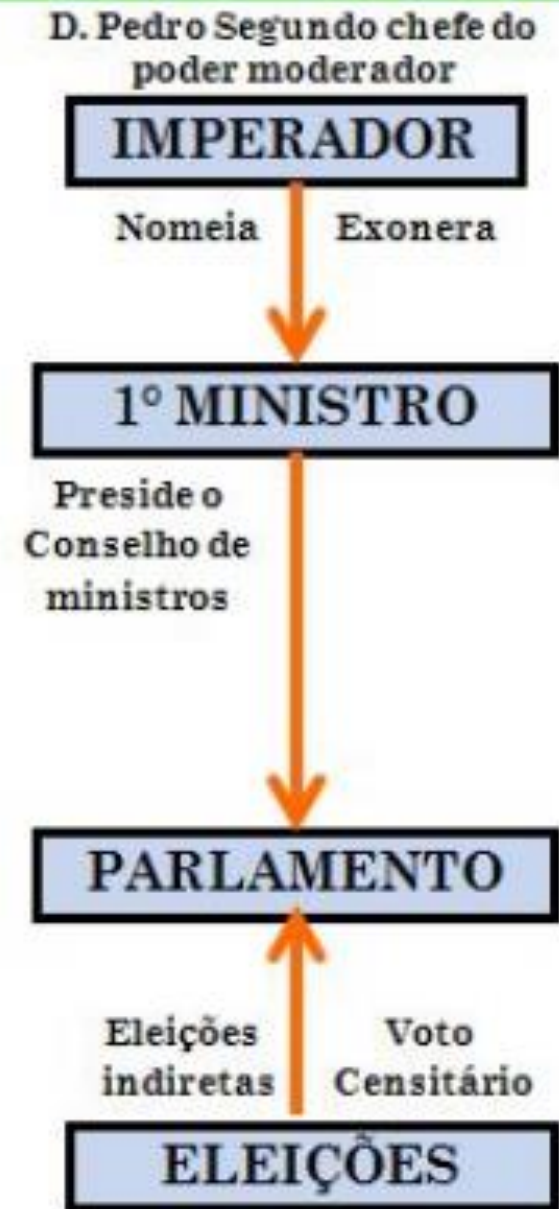 D. Pedro Segundo chefe do
poder moderador
IMPERADOR
Nomeia Exonera
1º MINISTRO
Preside o
Conselho de
ministros
PARLAMENTO
Eleições Voto
indiretas Censitário
ELEIÇÕES